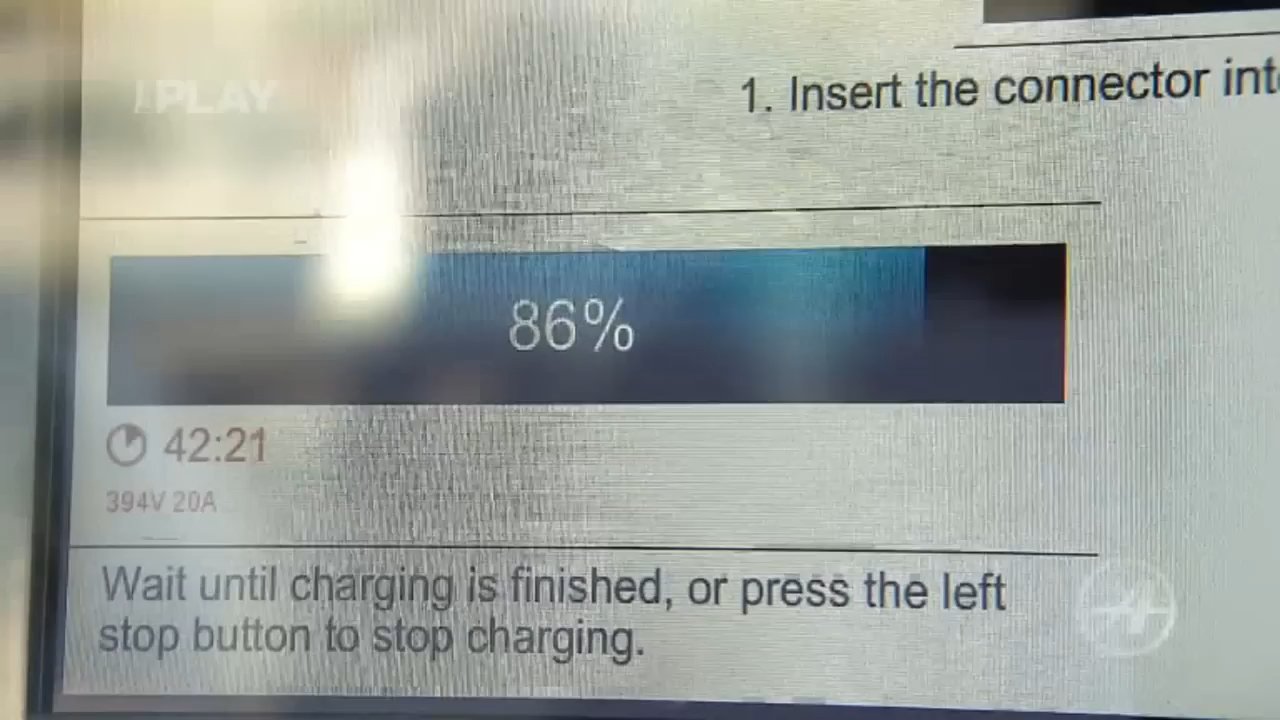 1. Insert the connector
86%
42:21
394V 20A
Wait until charging is finished, or press the left
stop button to stop charging.
PLAY